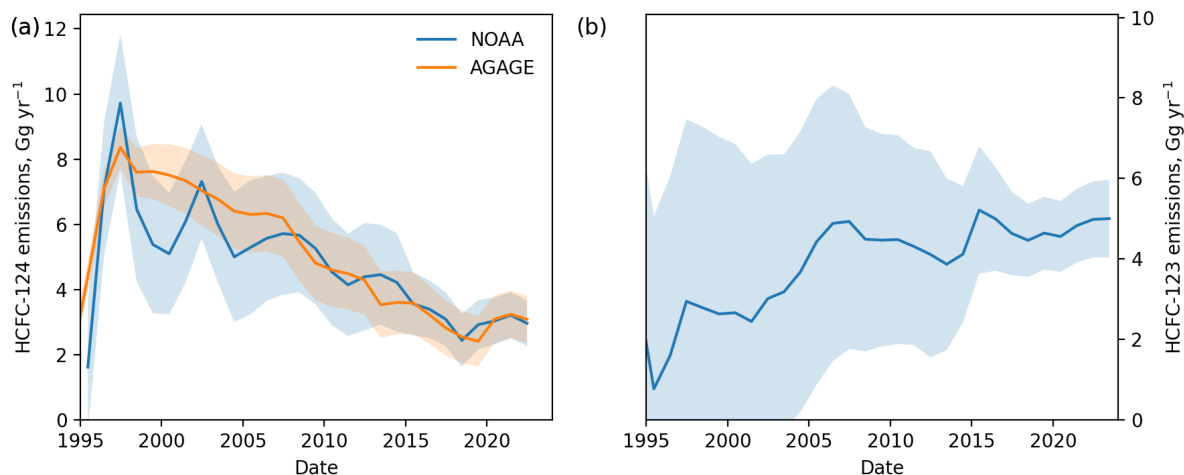 (a)
NOAA
AGAGE
HCFC-124 emissions, Gg yr⁻¹
12
10
8
6
4
2
0
1995 2000 2005 2010 2015 2020
Date
(b)
HCFC-123 emissions, Gg yr⁻¹
10
8
6
4
2
0
1995 2000 2005 2010 2015 2020
Date